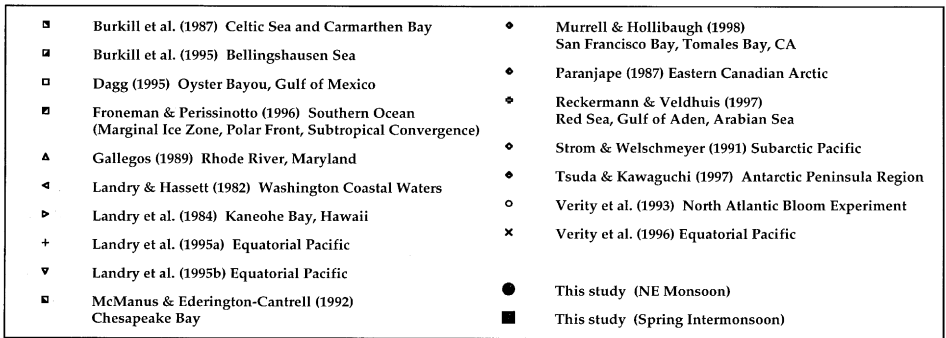 Burkill et al. (1987) Celtic Sea and Carmarthen Bay
Burkill et al. (1995) Bellingshausen Sea
Dagg (1995) Oyster Bayou, Gulf of Mexico
Froneman & Perissinotto (1996) Southern Ocean
(Marginal Ice Zone, Polar Front, Subtropical Convergence)
Gallegos (1989) Rhode River, Maryland
Landry & Hassett (1982) Washington Coastal Waters
Landry et al. (1984) Kaneohe Bay, Hawaii
Landry et al. (1995a) Equatorial Pacific
Landry et al. (1995b) Equatorial Pacific
McManus & Ederington-Cantrell (1992)
Chesapeake Bay
Murrell & Hollibaugh (1998)
San Francisco Bay, Tomales Bay, CA
Paranjape (1987) Eastern Canadian Arctic
Reckermann & Veldhuis (1997)
Red Sea, Gulf of Aden, Arabian Sea
Strom & Welschmeyer (1991) Subarctic Pacific
Tsuda & Kawaguchi (1997) Antarctic Peninsula Region
Verity et al. (1993) North Atlantic Bloom Experiment
Verity et al. (1996) Equatorial Pacific
This study (NE Monsoon)
This study (Spring Intermonsoon)